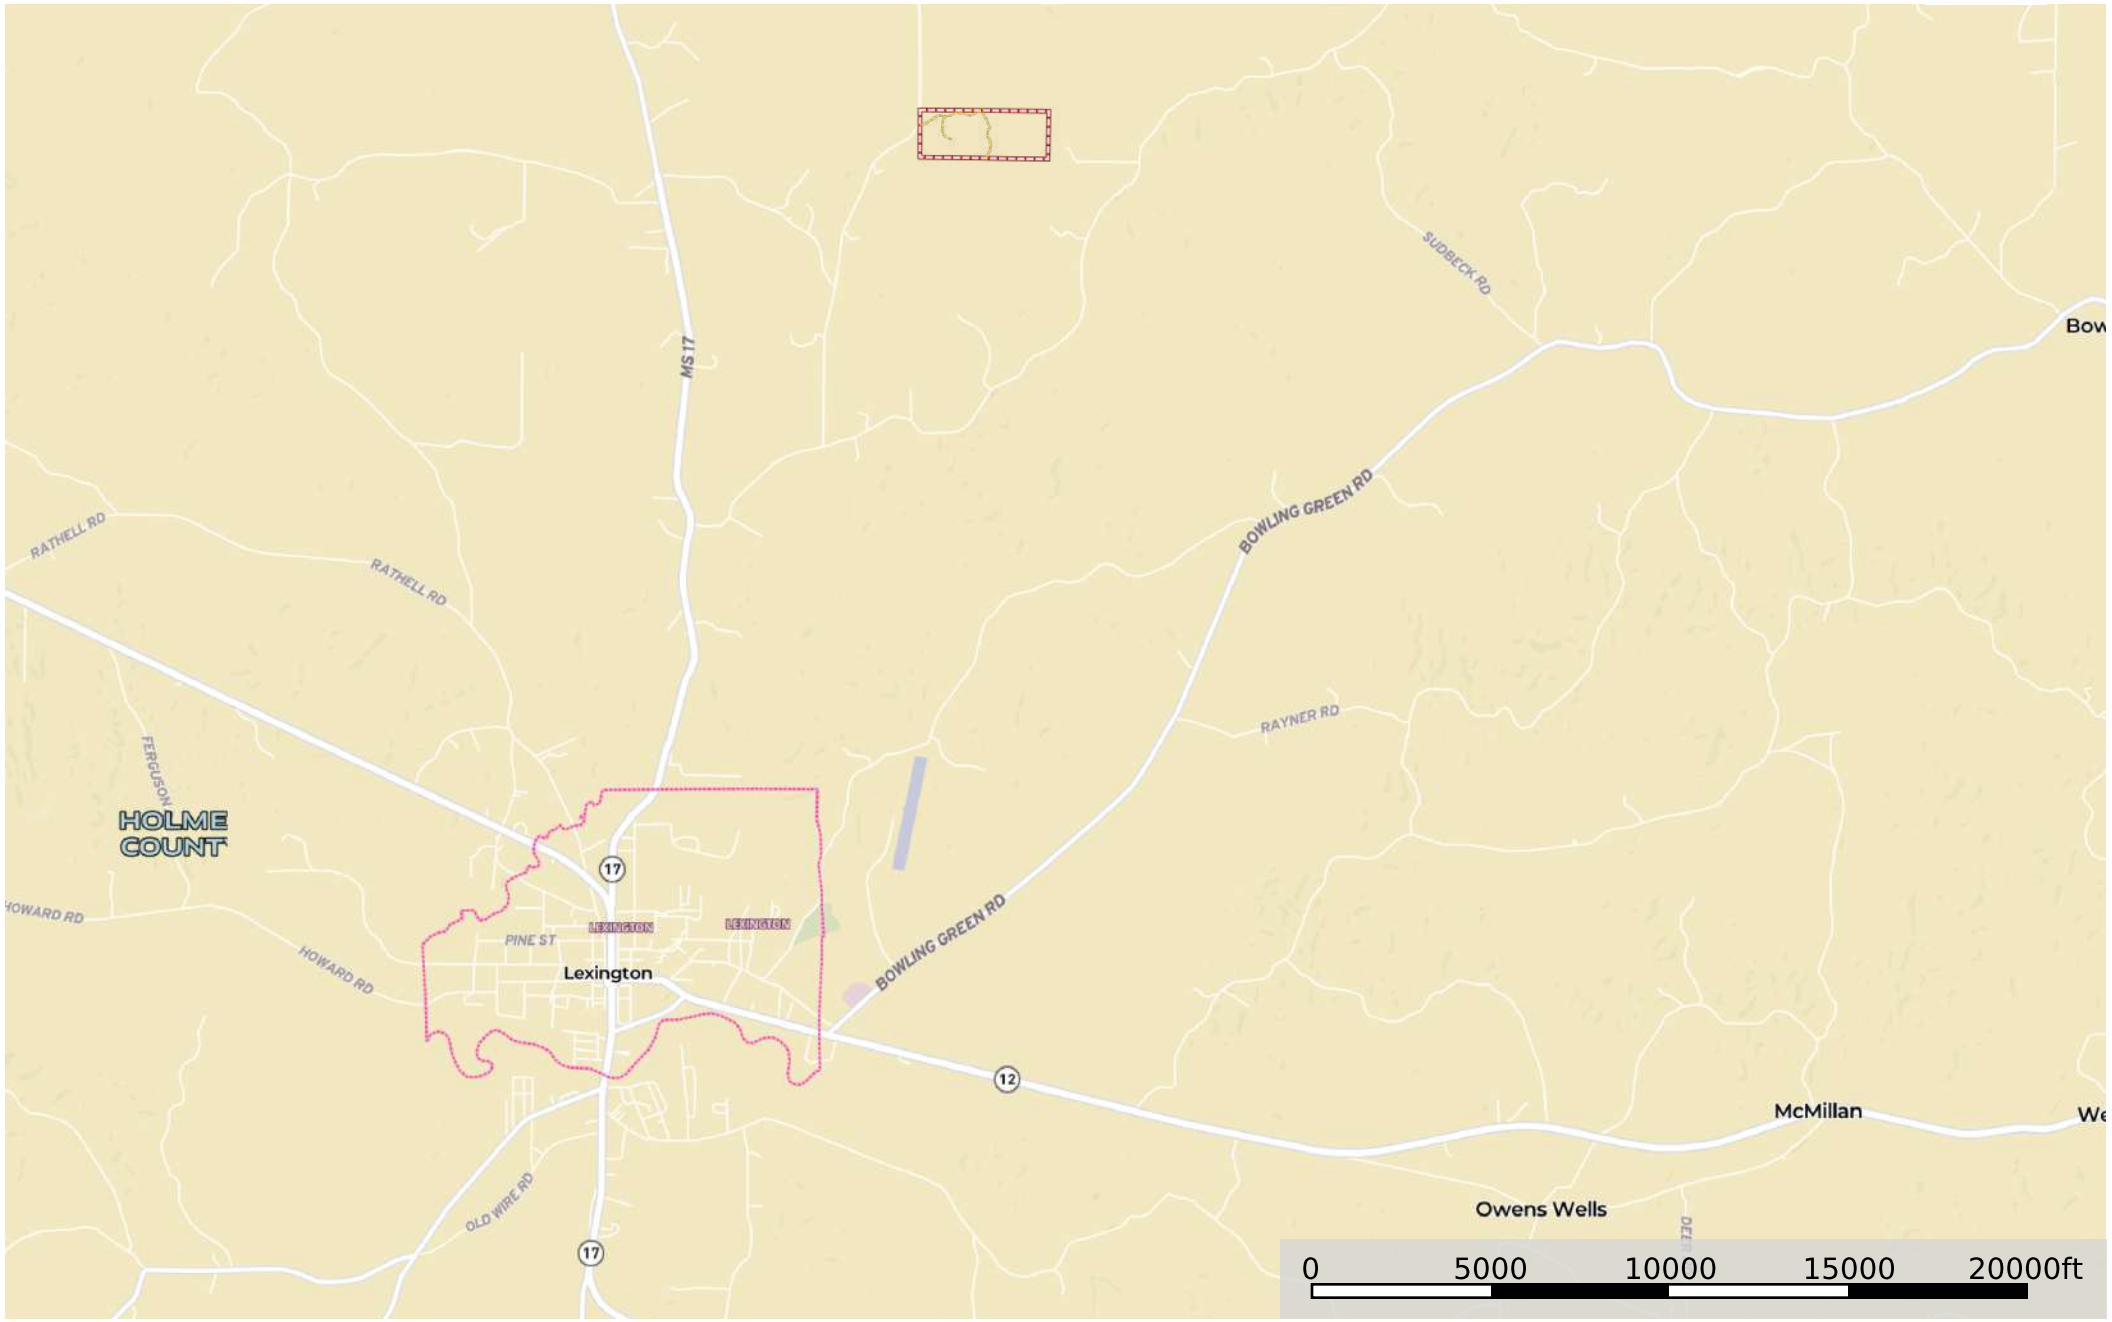 SUDBECK RD
Bow
MS 17
BOWLING GREEN RD
RATHELL RD
RATHELL RD
RAYNER RD
FERGUSON
HOLME
COUNT
17
HOWARD RD
LEXINGTON
LEXINGTON
PINE ST
BOWLING GREEN RD
HOWARD RD
Lexington
12
McMillan
We
OLD WIRE RD
Owens Wells
DEER
17
0 5000 10000 15000 20000ft